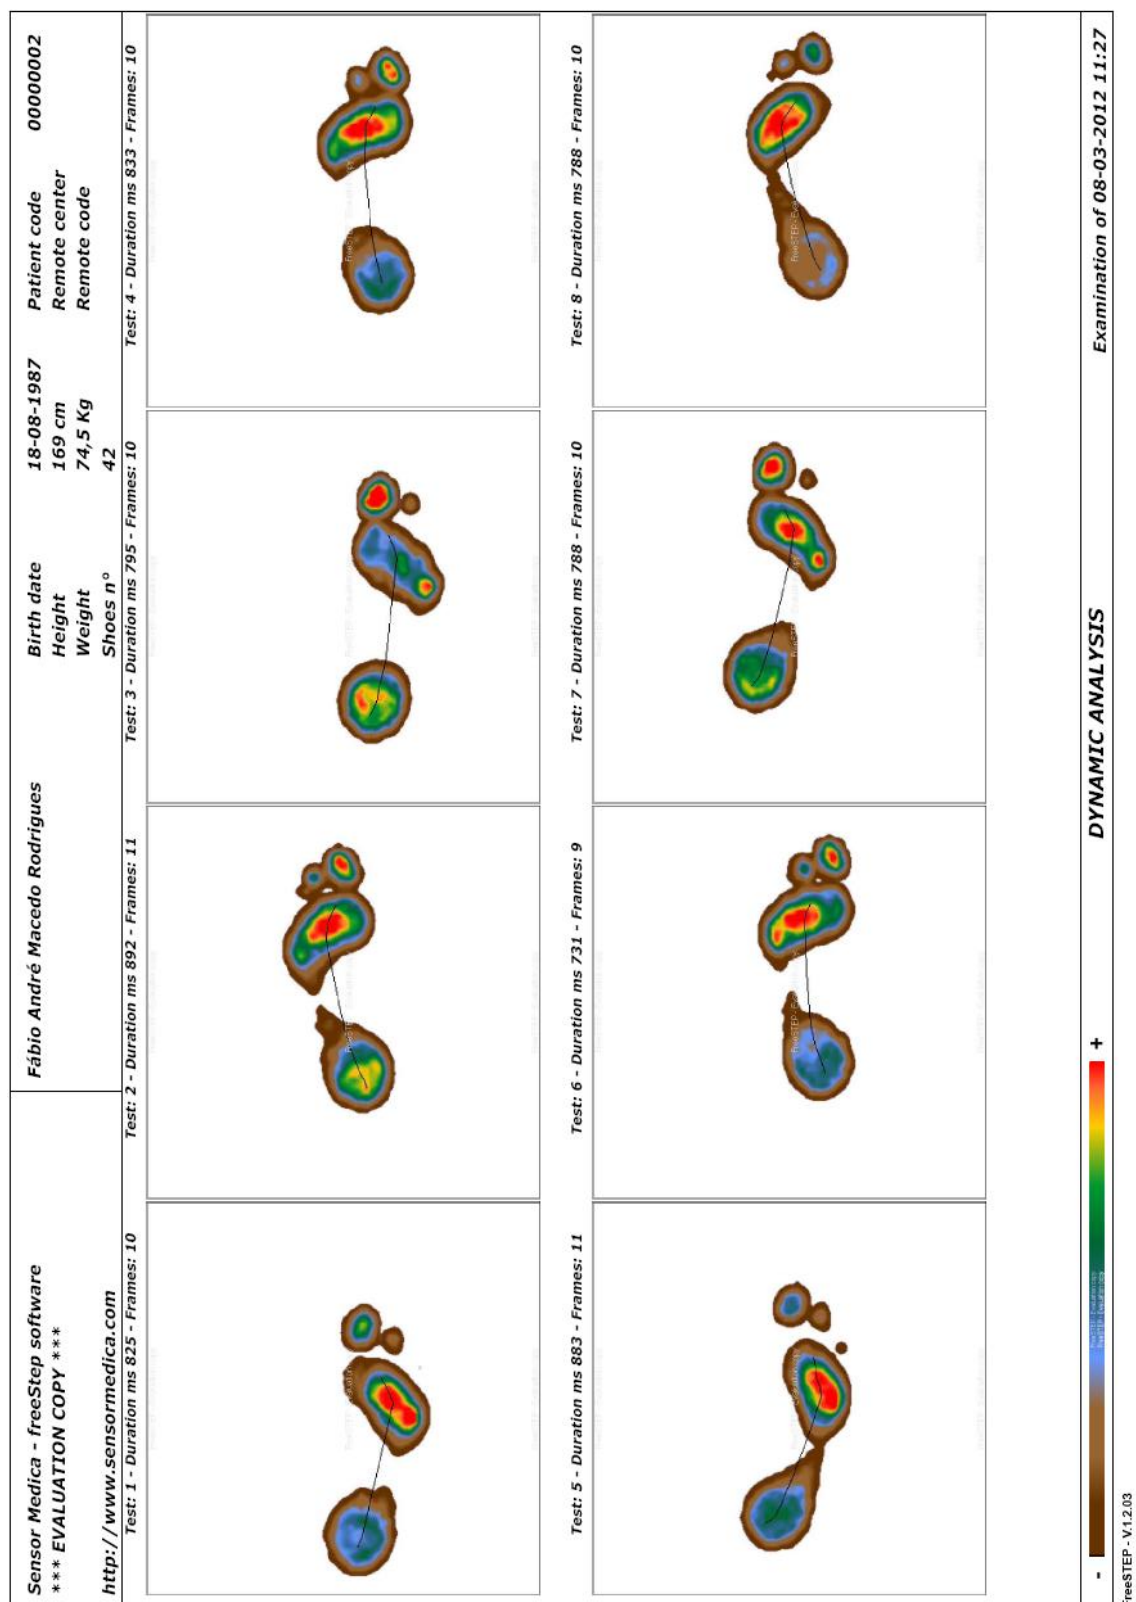 Sensor Medica - freeStep software
*** EVALUATION COPY ***
http://www.sensormedica.com
Fábio André Macedo Rodrigues
Birth date 18-08-1987
Height 169 cm
Weight 74,5 Kg
Shoes n° 42
Patient code 00000002
Remote center
Remote code
Test: 1 - Duration ms 825 - Frames: 10
Test: 2 - Duration ms 892 - Frames: 11
Test: 3 - Duration ms 795 - Frames: 10
Test: 4 - Duration ms 833 - Frames: 10
Test: 5 - Duration ms 883 - Frames: 11
Test: 6 - Duration ms 731 - Frames: 9
Test: 7 - Duration ms 788 - Frames: 10
Test: 8 - Duration ms 788 - Frames: 10
- +
DYNAMIC ANALYSIS
Examination of 08-03-2012 11:27
FreeSTEP - V.1.2.03